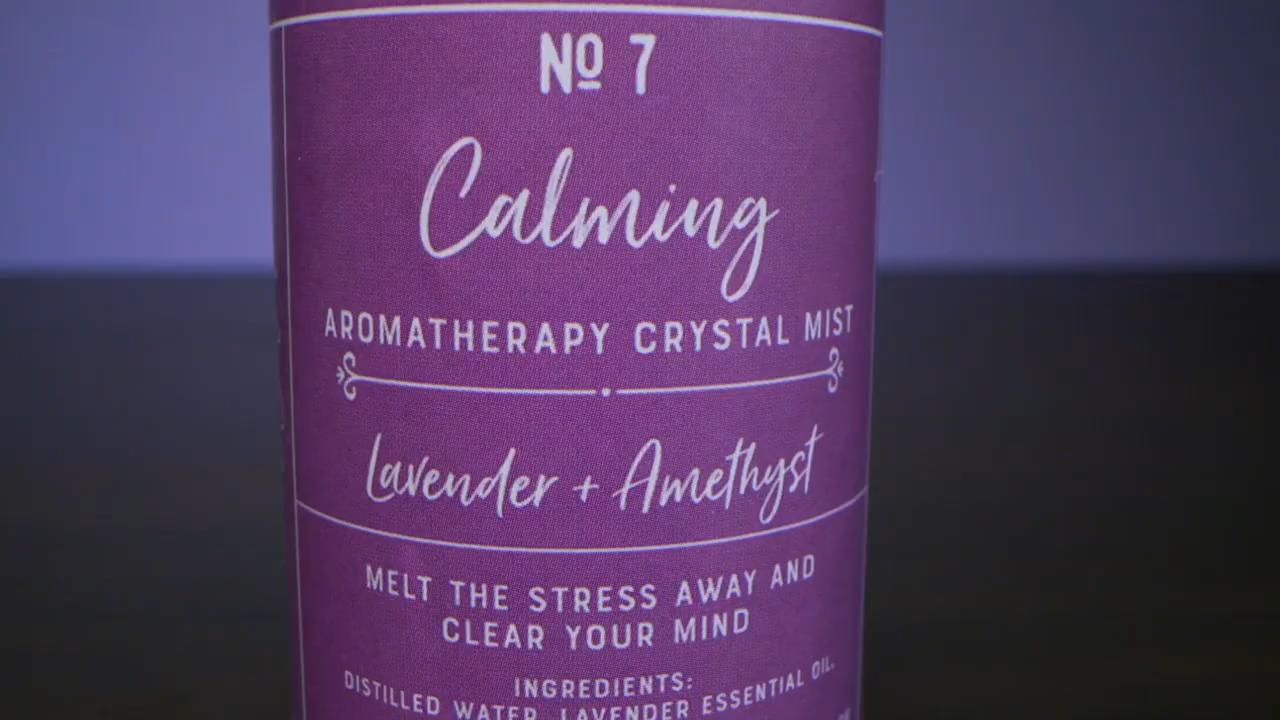 Nº 7
Calming
AROMATHERAPY CRYSTAL MIST
Lavender + Amethyst
MELT THE STRESS AWAY AND
CLEAR YOUR MIND
INGREDIENTS:
DISTILLED WATER, LAVENDER ESSENTIAL OIL.